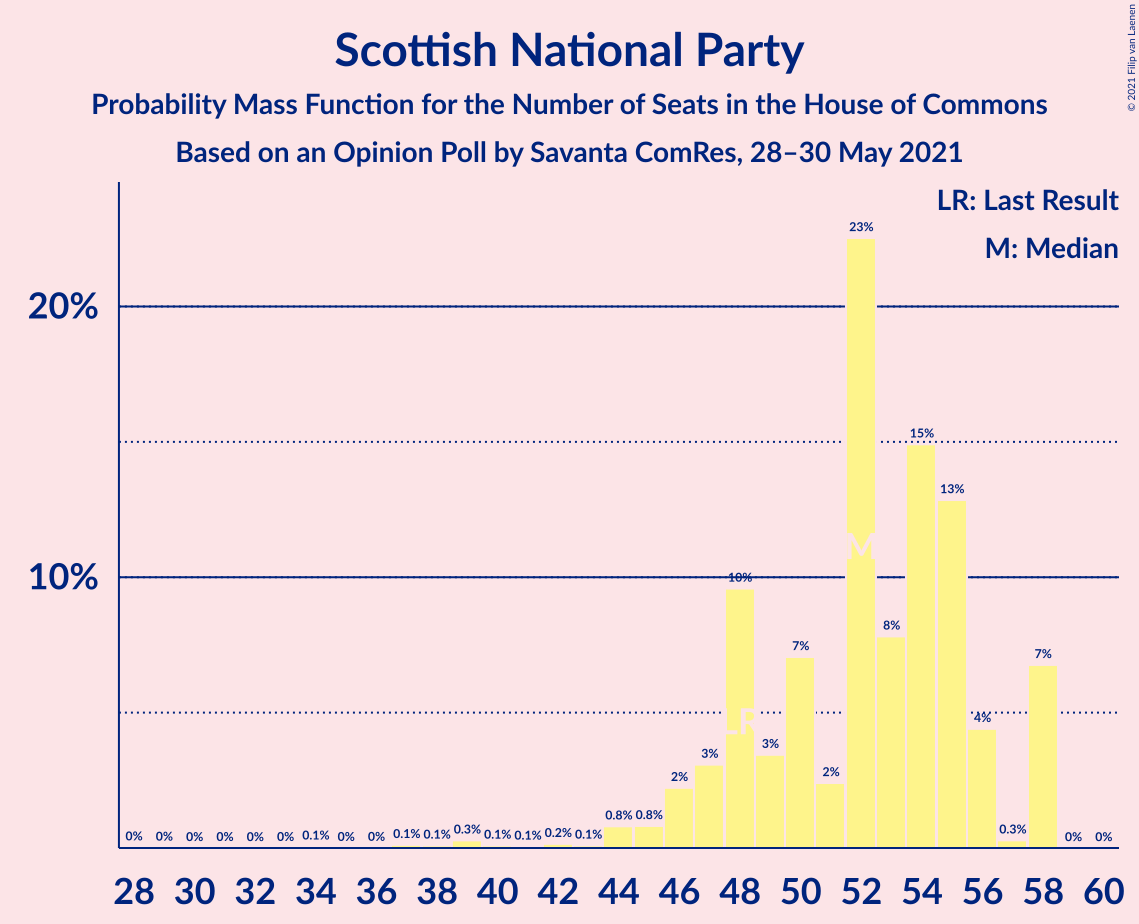 Scottish National Party
Probability Mass Function for the Number of Seats in the House of Commons
Based on an Opinion Poll by Savanta ComRes, 28–30 May 2021
© 2021 Filip van Laenen
LR: Last Result
M: Median
20%
10%
0% 0% 0% 0% 0% 0% 0.1% 0% 0% 0.1% 0.1% 0.3% 0.1% 0.1% 0.2% 0.1% 0.8% 0.8% 2% 3% 10% 3% 7% 2% 23% 8% 15% 13% 4% 0.3% 7% 0% 0%
M
LR
28 30 32 34 36 38 40 42 44 46 48 50 52 54 56 58 60